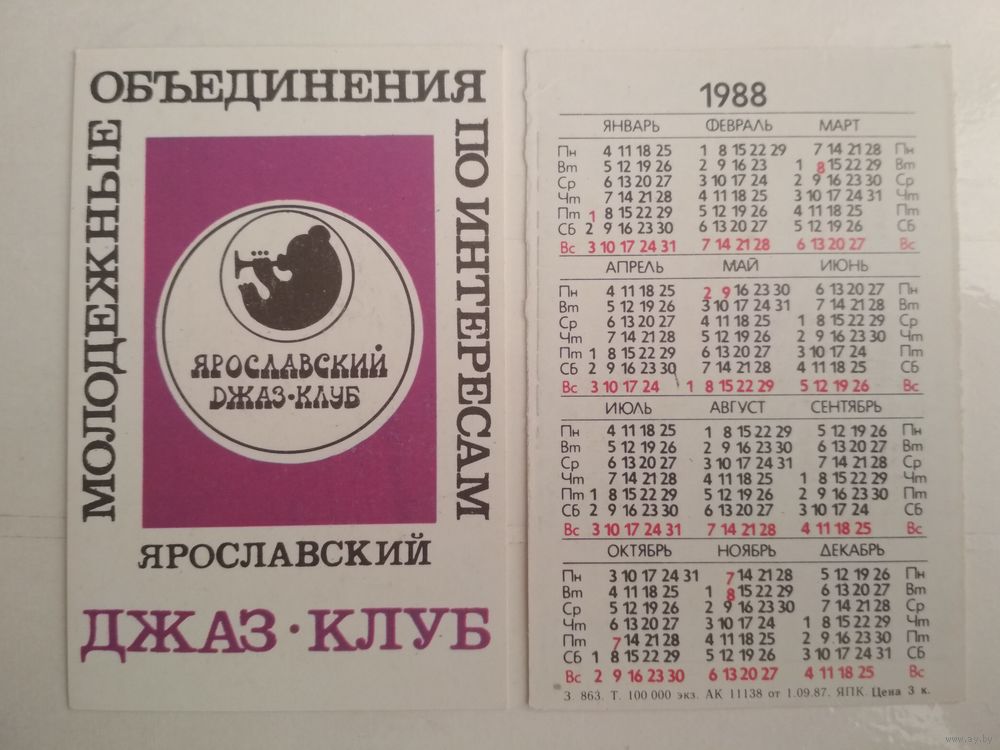 МОЛОДЕЖНЫЕ
ОБЪЕДИНЕНИЯ
ПО ИНТЕРЕСАМ
ЯРОСЛАВСКИЙ
ДЖАЗ·КЛУБ
ЯРОСЛАВСКИЙ
ДЖАЗ·КЛУБ
1988
ЯНВАРЬ ФЕВРАЛЬ МАРТ
Пн 4 11 18 25 1 8 15 22 29 7 14 21 28 Пн
Вт 5 12 19 26 2 9 16 23 1 8 15 22 29 Вт
Ср 6 13 20 27 3 10 17 24 2 9 16 23 30 Ср
Чт 7 14 21 28 4 11 18 25 3 10 17 24 31 Чт
Пт 1 8 15 22 29 5 12 19 26 4 11 18 25 Пт
Сб 2 9 16 23 30 6 13 20 27 5 12 19 26 Сб
Вс 3 10 17 24 31 7 14 21 28 6 13 20 27 Вс
АПРЕЛЬ МАЙ ИЮНЬ
Пн 4 11 18 25 2 9 16 23 30 6 13 20 27 Пн
Вт 5 12 19 26 3 10 17 24 31 7 14 21 28 Вт
Ср 6 13 20 27 4 11 18 25 1 8 15 22 29 Ср
Чт 7 14 21 28 5 12 19 26 2 9 16 23 30 Чт
Пт 1 8 15 22 29 6 13 20 27 3 10 17 24 Пт
Сб 2 9 16 23 30 7 14 21 28 4 11 18 25 Сб
Вс 3 10 17 24 1 8 15 22 29 5 12 19 26 Вс
ИЮЛЬ АВГУСТ СЕНТЯБРЬ
Пн 4 11 18 25 1 8 15 22 29 5 12 19 26 Пн
Вт 5 12 19 26 2 9 16 23 30 6 13 20 27 Вт
Ср 6 13 20 27 3 10 17 24 31 7 14 21 28 Ср
Чт 7 14 21 28 4 11 18 25 1 8 15 22 29 Чт
Пт 1 8 15 22 29 5 12 19 26 2 9 16 23 30 Пт
Сб 2 9 16 23 30 6 13 20 27 3 10 17 24 Сб
Вс 3 10 17 24 31 7 14 21 28 4 11 18 25 Вс
ОКТЯБРЬ НОЯБРЬ ДЕКАБРЬ
Пн 3 10 17 24 31 7 14 21 28 5 12 19 26 Пн
Вт 4 11 18 25 1 8 15 22 29 6 13 20 27 Вт
Ср 5 12 19 26 2 9 16 23 30 7 14 21 28 Ср
Чт 6 13 20 27 3 10 17 24 1 8 15 22 29 Чт
Пт 7 14 21 28 4 11 18 25 2 9 16 23 30 Пт
Сб 1 8 15 22 29 5 12 19 26 3 10 17 24 31 Сб
Вс 2 9 16 23 30 6 13 20 27 4 11 18 25 Вс
З. 863. Т. 100 000 экз. АК 11138 от 1.09.87. ЯПК. Цена 3 к.
www.ay.by